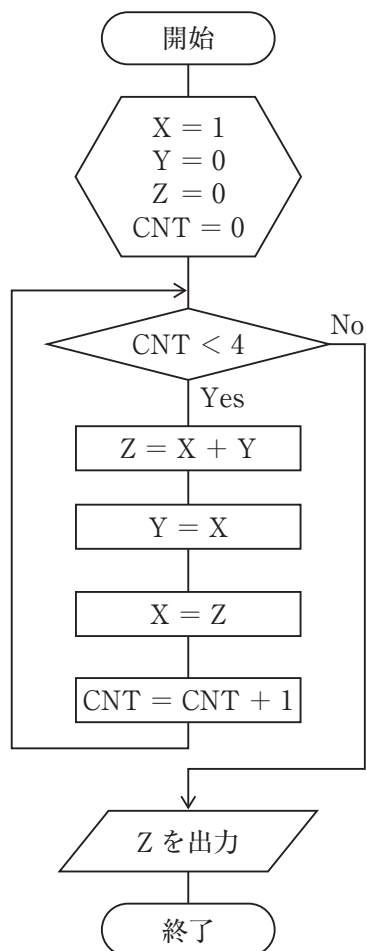 開始
X = 1
Y = 0
Z = 0
CNT = 0
CNT < 4
No
Yes
Z = X + Y
Y = X
X = Z
CNT = CNT + 1
Z を出力
終了